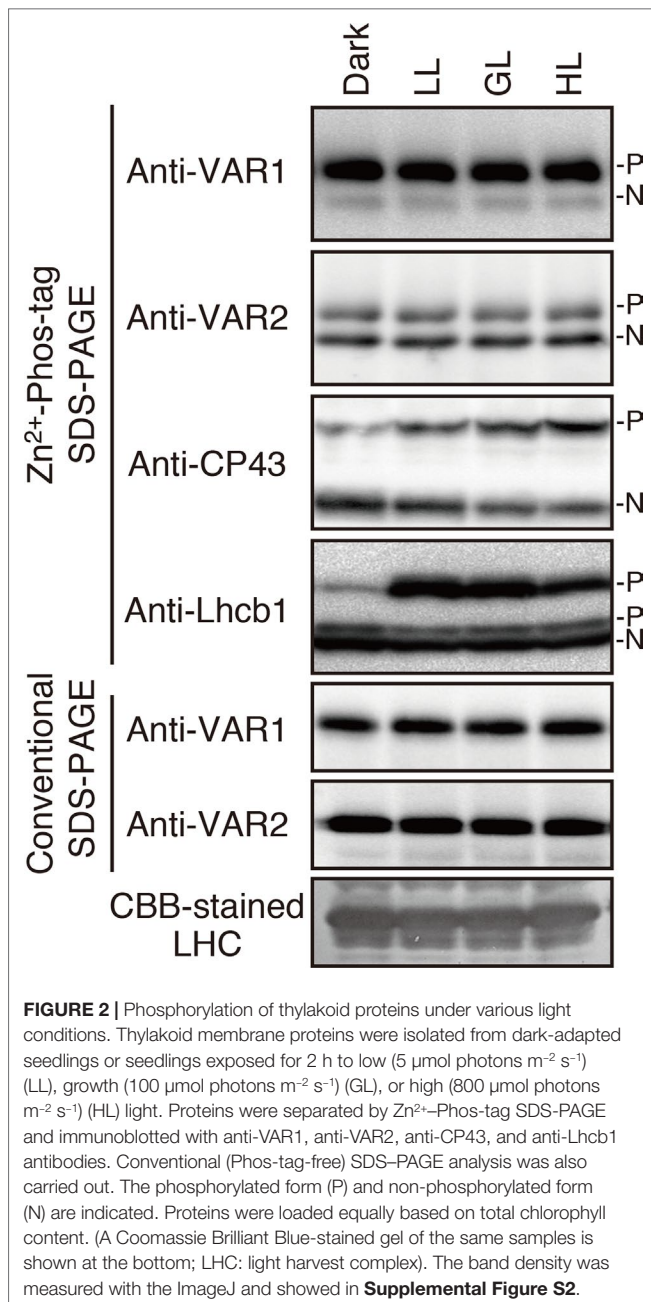 Dark
LL
GL
HL
Zn2+-Phos-tag
SDS-PAGE
Anti-VAR1
-P
-N
Anti-VAR2
-P
-N
Anti-CP43
-P
-N
Anti-Lhcb1
-P
-P
-N
Conventional
SDS-PAGE
Anti-VAR1
Anti-VAR2
CBB-stained
LHC
FIGURE 2 | Phosphorylation of thylakoid proteins under various light
conditions. Thylakoid membrane proteins were isolated from dark-adapted
seedlings or seedlings exposed for 2 h to low (5 μmol photons m−2 s−1)
(LL), growth (100 μmol photons m−2 s−1) (GL), or high (800 μmol photons
m−2 s−1) (HL) light. Proteins were separated by Zn2+–Phos-tag SDS-PAGE
and immunoblotted with anti-VAR1, anti-VAR2, anti-CP43, and anti-Lhcb1
antibodies. Conventional (Phos-tag-free) SDS–PAGE analysis was also
carried out. The phosphorylated form (P) and non-phosphorylated form
(N) are indicated. Proteins were loaded equally based on total chlorophyll
content. (A Coomassie Brilliant Blue-stained gel of the same samples is
shown at the bottom; LHC: light harvest complex). The band density was
measured with the ImageJ and showed in Supplemental Figure S2.